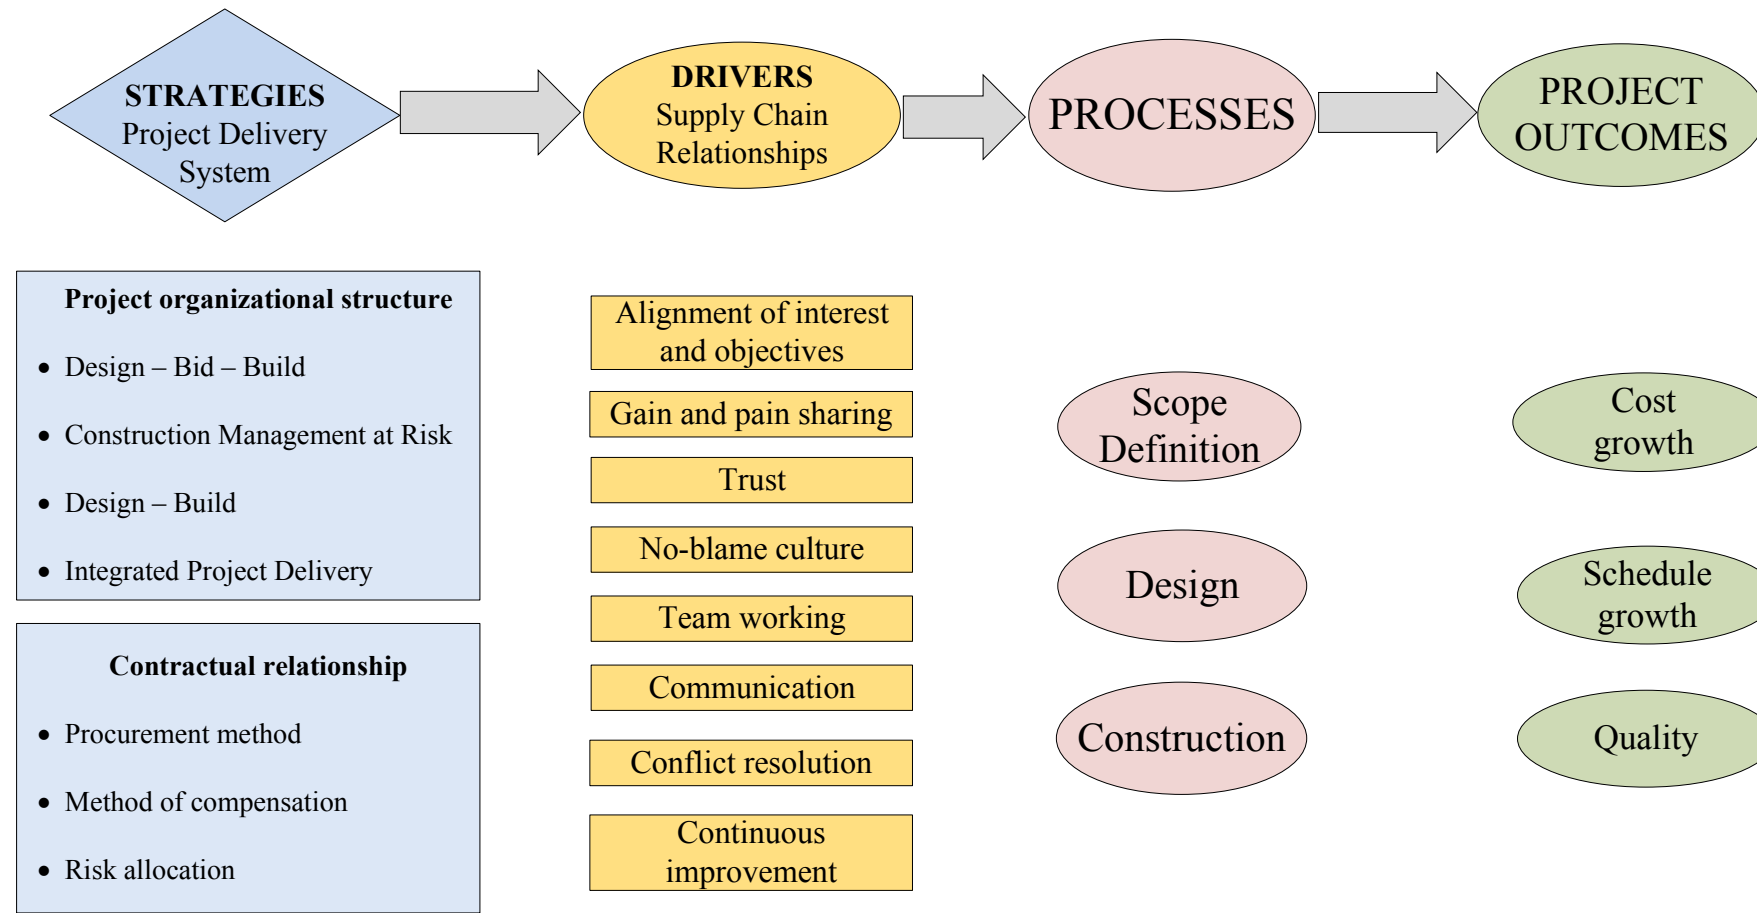 STRATEGIES
Project Delivery
System
DRIVERS
Supply Chain
Relationships
PROCESSES
PROJECT
OUTCOMES
Project organizational structure
• Design – Bid – Build
• Construction Management at Risk
• Design – Build
• Integrated Project Delivery
Contractual relationship
• Procurement method
• Method of compensation
• Risk allocation
Alignment of interest
and objectives
Gain and pain sharing
Trust
No-blame culture
Team working
Communication
Conflict resolution
Continuous
improvement
Scope
Definition
Design
Construction
Cost
growth
Schedule
growth
Quality